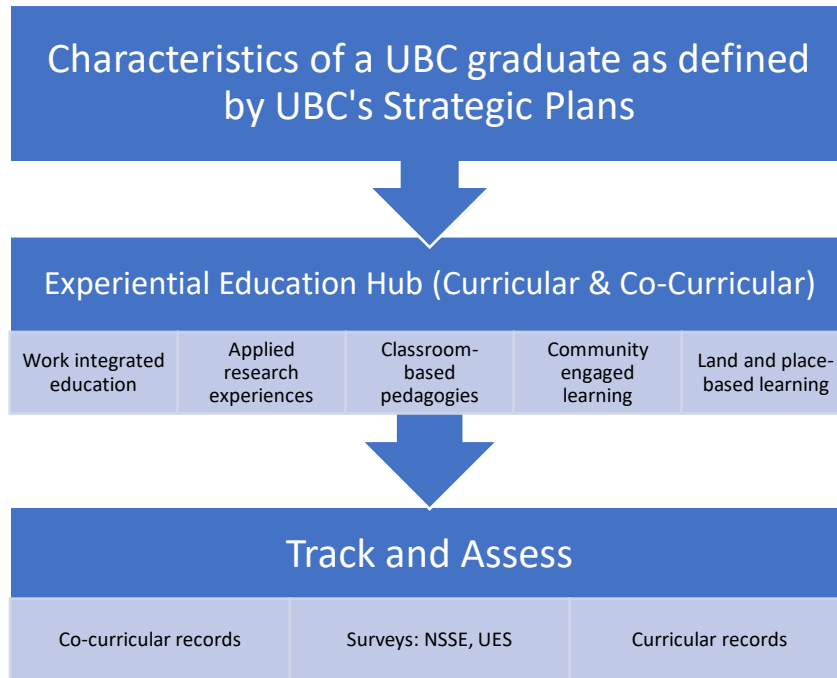 Characteristics of a UBC graduate as defined
by UBC's Strategic Plans
Experiential Education Hub (Curricular & Co-Curricular)
Work integrated
education
Applied
research
experiences
Classroom-
based
pedagogies
Community
engaged
learning
Land and place-
based learning
Track and Assess
Co-curricular records
Surveys: NSSE, UES
Curricular records